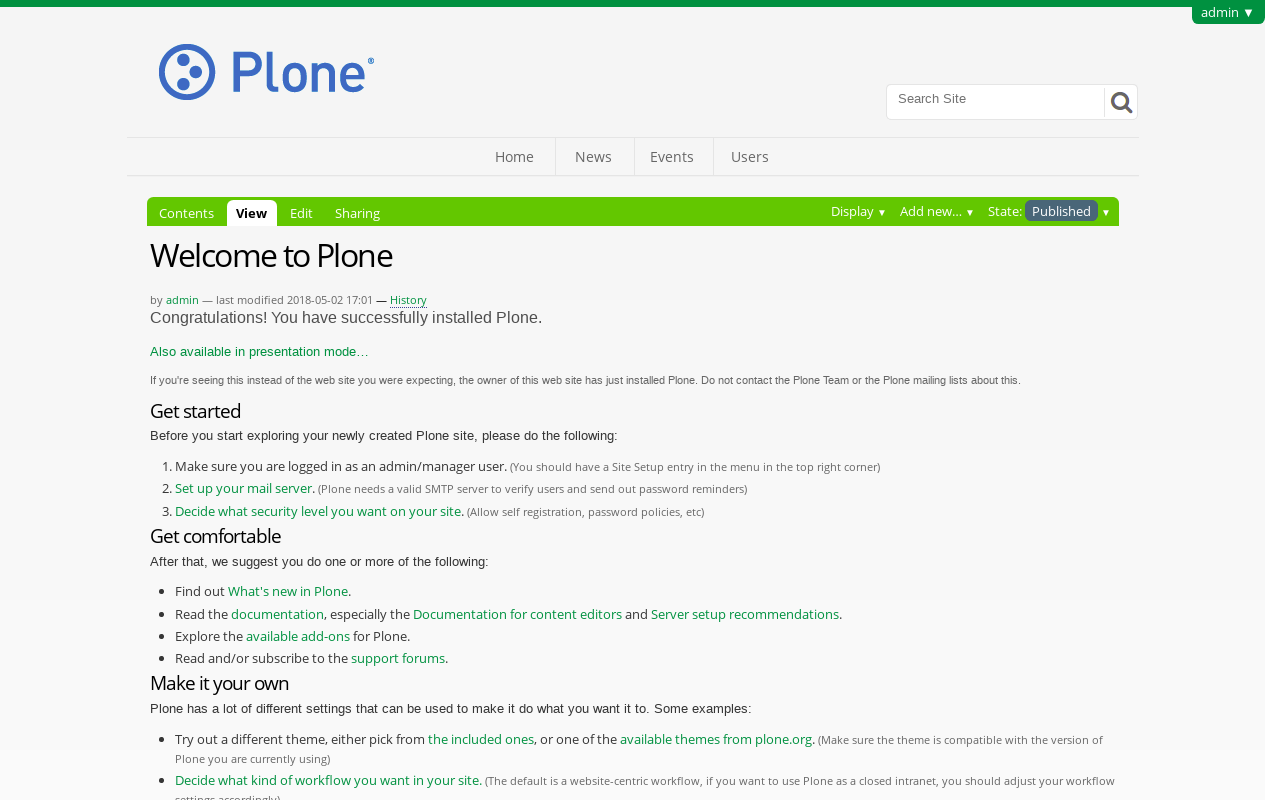 admin ▼
Plone®
Search Site
Home News Events Users
Contents View Edit Sharing Display ▼ Add new… ▼ State: Published ▼
Welcome to Plone
by admin — last modified 2018-05-02 17:01 — History
Congratulations! You have successfully installed Plone.
Also available in presentation mode…
If you're seeing this instead of the web site you were expecting, the owner of this web site has just installed Plone. Do not contact the Plone Team or the Plone mailing lists about this.
Get started
Before you start exploring your newly created Plone site, please do the following:
1. Make sure you are logged in as an admin/manager user. (You should have a Site Setup entry in the menu in the top right corner)
2. Set up your mail server. (Plone needs a valid SMTP server to verify users and send out password reminders)
3. Decide what security level you want on your site. (Allow self registration, password policies, etc)
Get comfortable
After that, we suggest you do one or more of the following:
• Find out What's new in Plone.
• Read the documentation, especially the Documentation for content editors and Server setup recommendations.
• Explore the available add-ons for Plone.
• Read and/or subscribe to the support forums.
Make it your own
Plone has a lot of different settings that can be used to make it do what you want it to. Some examples:
• Try out a different theme, either pick from the included ones, or one of the available themes from plone.org. (Make sure the theme is compatible with the version of
Plone you are currently using)
• Decide what kind of workflow you want in your site. (The default is a website-centric workflow, if you want to use Plone as a closed intranet, you should adjust your workflow
settings accordingly)